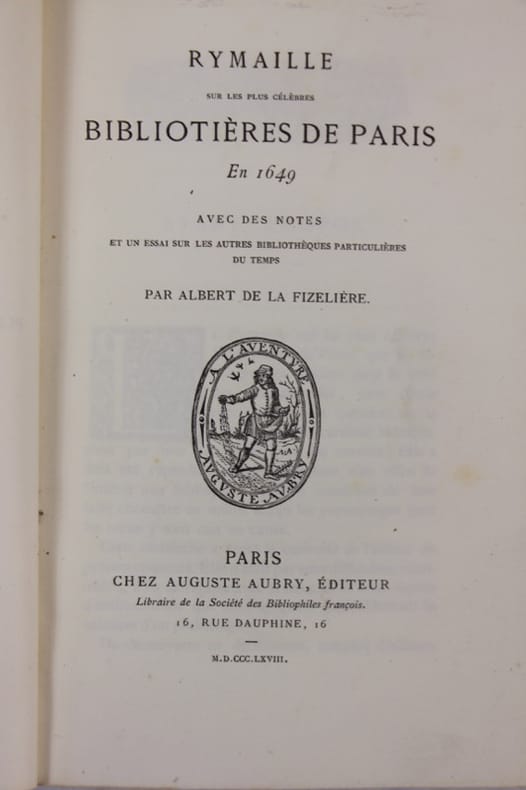 RYMAILLE
SUR LES PLUS CÉLÈBRES
BIBLIOTIÈRES DE PARIS
En 1649
AVEC DES NOTES
ET UN ESSAI SUR LES AUTRES BIBLIOTHÈQUES PARTICULIÈRES
DU TEMPS
PAR ALBERT DE LA FIZELIÈRE.
A L'AVENTVRE
AVGVSTE AVBRY
PARIS
CHEZ AUGUSTE AUBRY, ÉDITEUR
Libraire de la Société des Bibliophiles françois.
16, RUE DAUPHINE, 16
M.D.CCC.LXVIII.